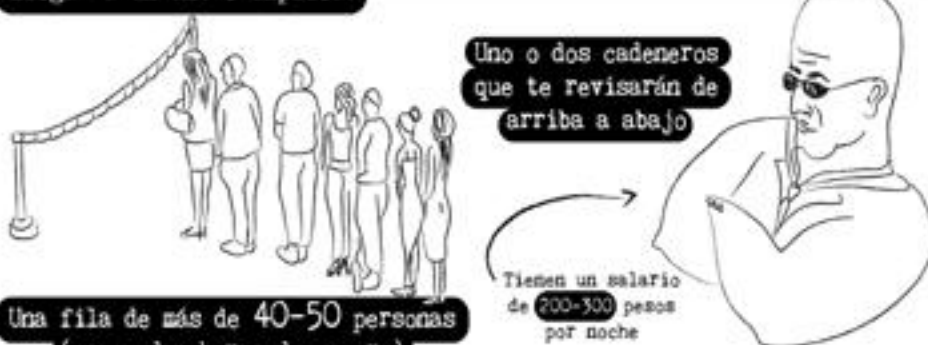 Uno o dos cadeneros
que te revisarán de
arriba a abajo
Tienen un salario
de 200-300 pesos
por noche
Una fila de más de 40-50 personas